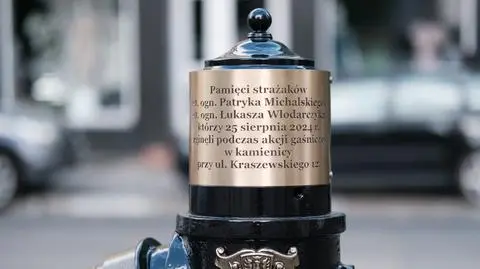 Pamięci strażaków
ogn. Patryka Michalskiego
ogn. Łukasza Włodarczyka
którzy 25 sierpnia 2024 r.
zginęli podczas akcji gaśniczej
w kamienicy
przy ul. Kraszewskiego 12.